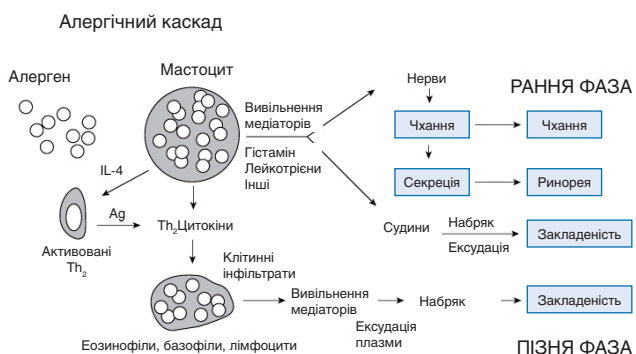 Алергічний каскад
Алерген
Мастоцит
Нерви
РАННЯ ФАЗА
Вивільнення
медіаторів
Гістамін
Лейкотрієни
Інші
Чхання
Чхання
Секреція
Ринорея
IL-4
Ag
Активовані
Th2
Th2Цитокіни
Судини
Набряк
Ексудація
Закладеність
Клітинні
інфільтрати
Вивільнення
медіаторів
Ексудація
плазми
Набряк
Закладеність
Еозинофіли, базофіли, лімфоцити
ПІЗНЯ ФАЗА